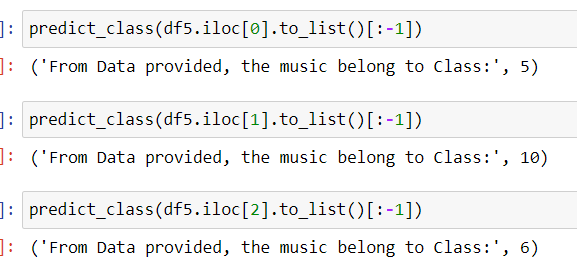 ]: predict_class(df5.iloc[0].to_list()[:-1])
]: ('From Data provided, the music belong to Class:', 5)
]: predict_class(df5.iloc[1].to_list()[:-1])
]: ('From Data provided, the music belong to Class:', 10)
]: predict_class(df5.iloc[2].to_list()[:-1])
]: ('From Data provided, the music belong to Class:', 6)